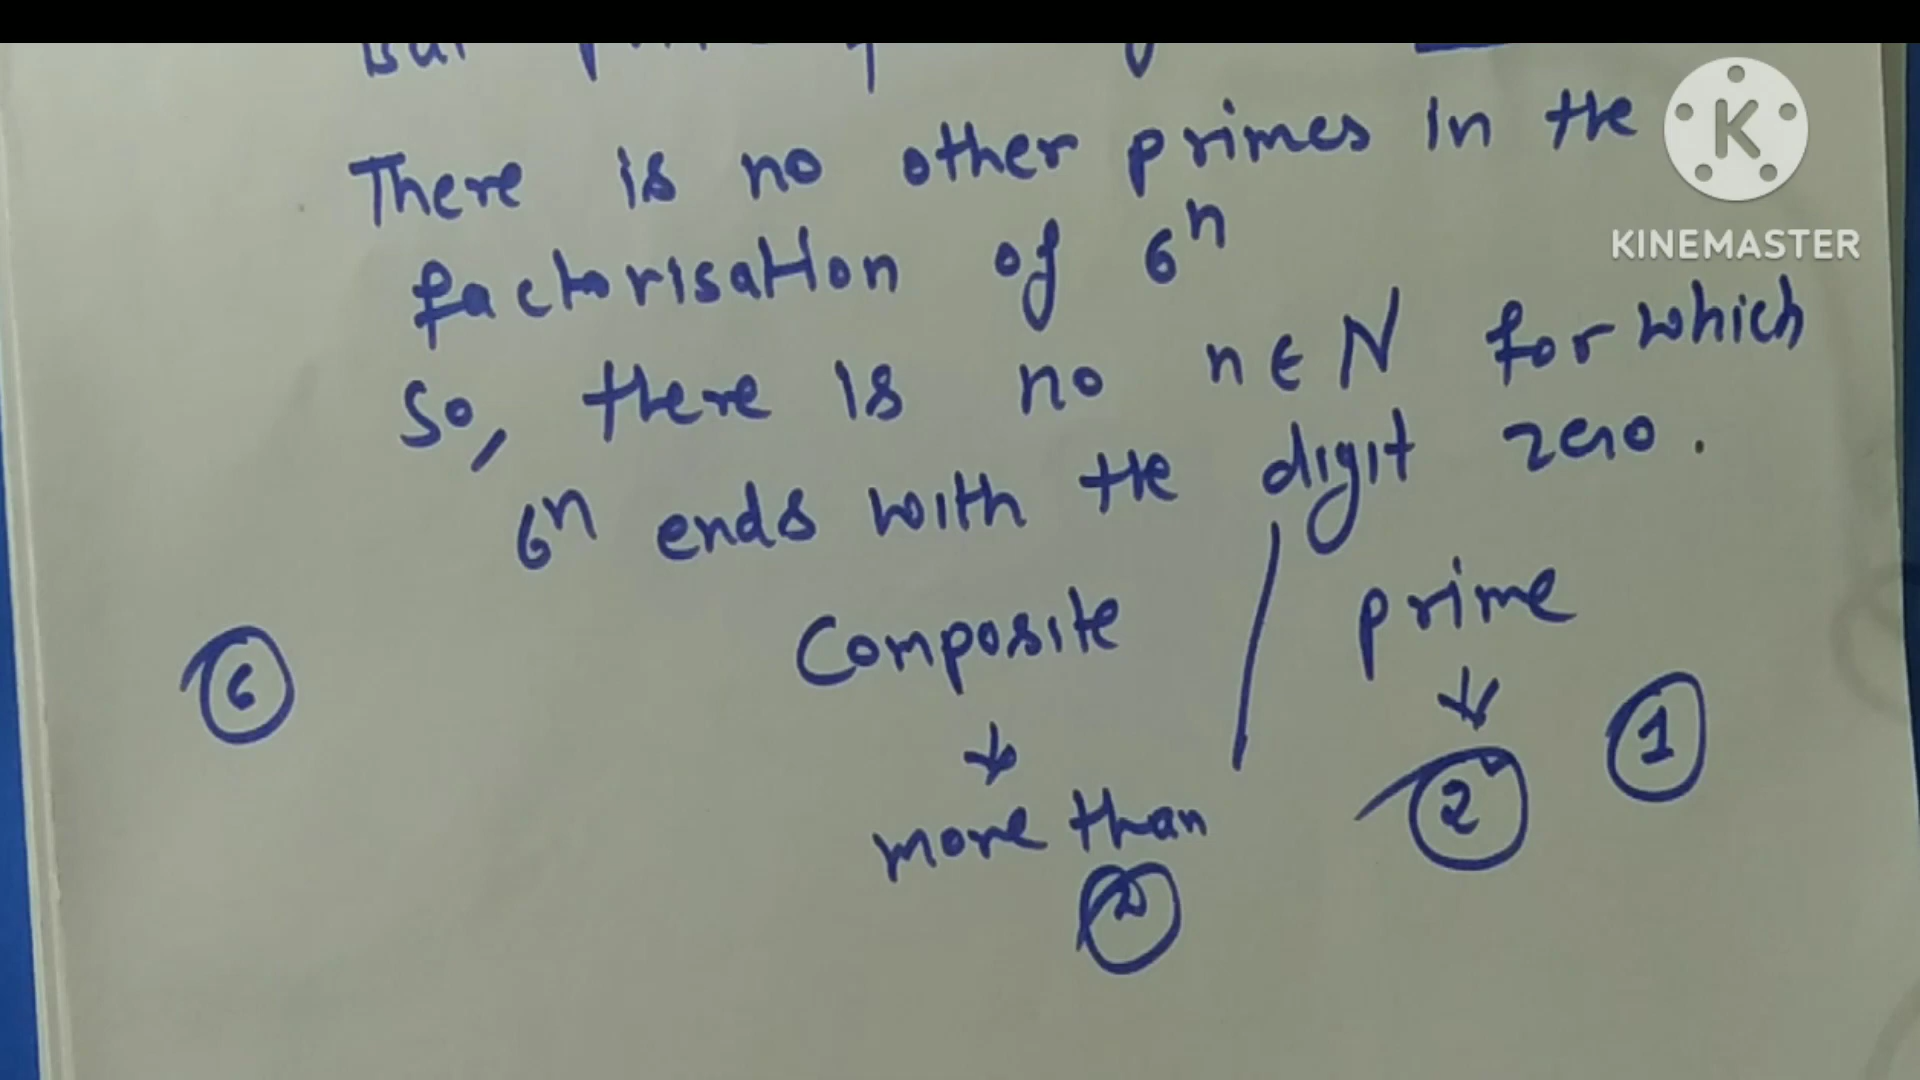 There is no other primes in the
factorisation of 6ⁿ
So, there is no n∈N for which
6ⁿ ends with the digit zero.
Composite
prime
6
↓
↓
1
more than
2
2
K
KINEMASTER